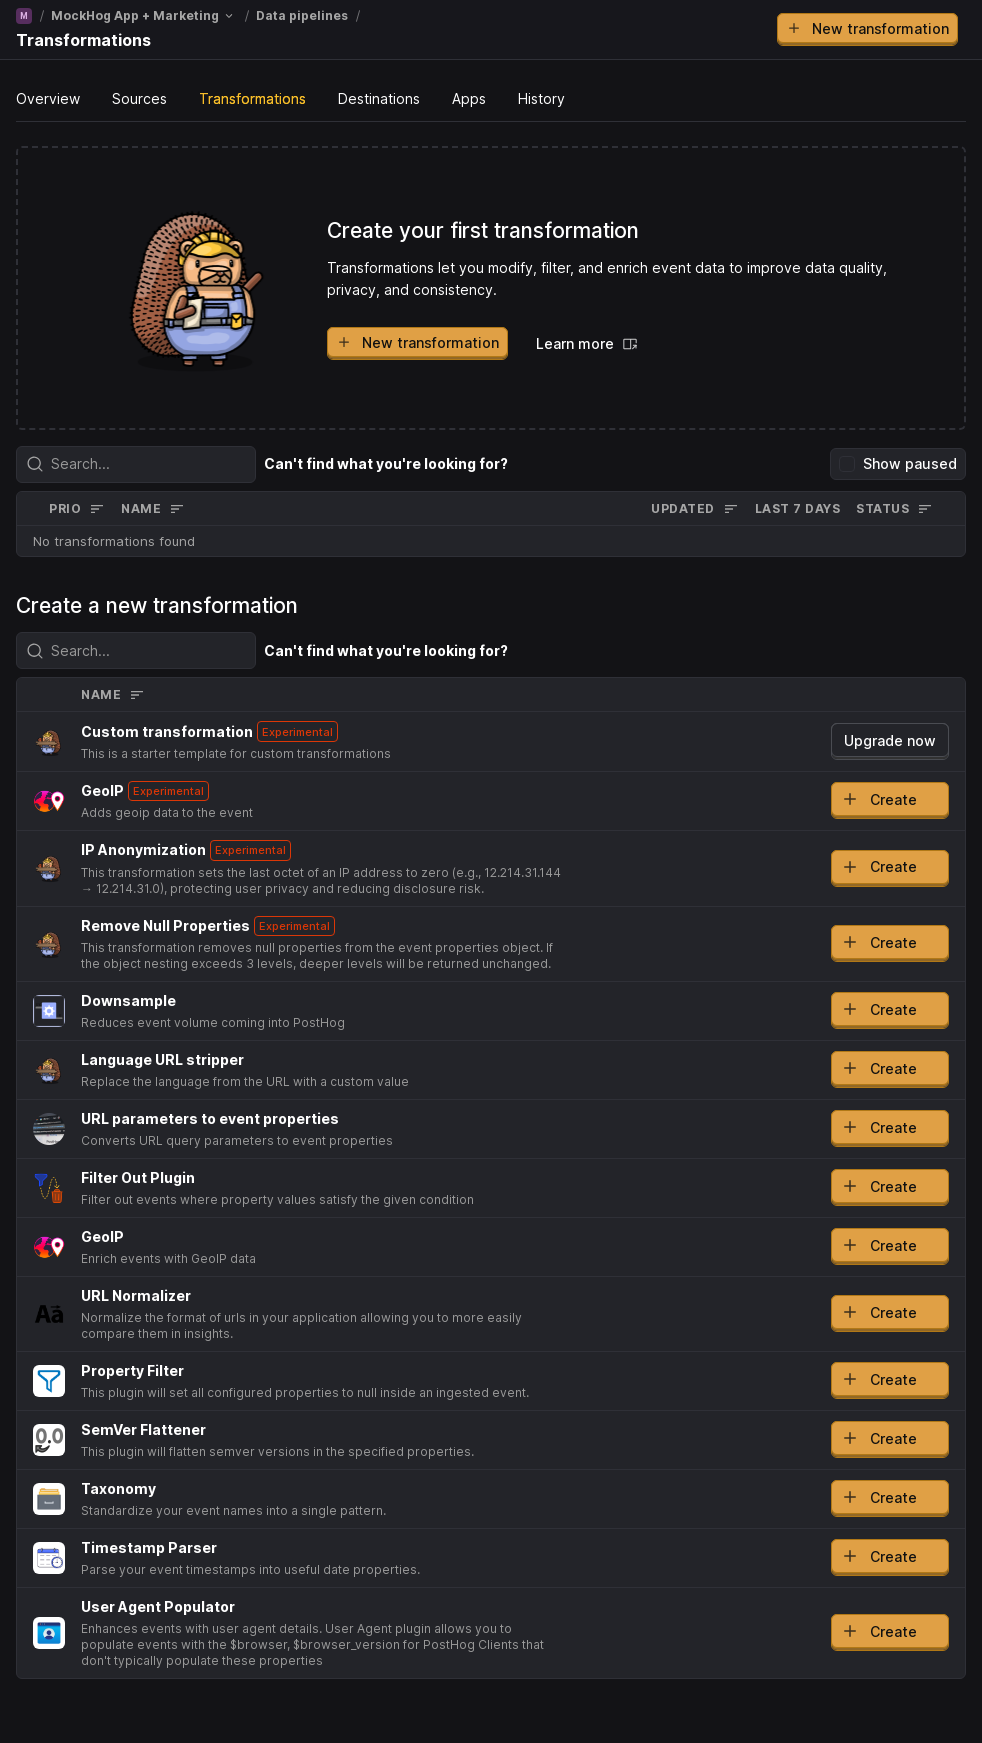 M / MockHog App + Marketing / Data pipelines /
Transformations
New transformation
Overview Sources Transformations Destinations Apps History
Create your first transformation
Transformations let you modify, filter, and enrich event data to improve data quality,
privacy, and consistency.
New transformation Learn more
Search... Can't find what you're looking for? Show paused
PRIO NAME UPDATED LAST 7 DAYS STATUS
No transformations found
Create a new transformation
Search... Can't find what you're looking for?
NAME
Custom transformation Experimental
This is a starter template for custom transformations
Upgrade now
GeoIP Experimental
Adds geoip data to the event
Create
IP Anonymization Experimental
This transformation sets the last octet of an IP address to zero (e.g., 12.214.31.144
→ 12.214.31.0), protecting user privacy and reducing disclosure risk.
Create
Remove Null Properties Experimental
This transformation removes null properties from the event properties object. If
the object nesting exceeds 3 levels, deeper levels will be returned unchanged.
Create
Downsample
Reduces event volume coming into PostHog
Create
Language URL stripper
Replace the language from the URL with a custom value
Create
URL parameters to event properties
Converts URL query parameters to event properties
Create
Filter Out Plugin
Filter out events where property values satisfy the given condition
Create
GeoIP
Enrich events with GeoIP data
Create
URL Normalizer
Normalize the format of urls in your application allowing you to more easily
compare them in insights.
Create
Property Filter
This plugin will set all configured properties to null inside an ingested event.
Create
SemVer Flattener
This plugin will flatten semver versions in the specified properties.
Create
Taxonomy
Standardize your event names into a single pattern.
Create
Timestamp Parser
Parse your event timestamps into useful date properties.
Create
User Agent Populator
Enhances events with user agent details. User Agent plugin allows you to
populate events with the $browser, $browser_version for PostHog Clients that
don't typically populate these properties
Create